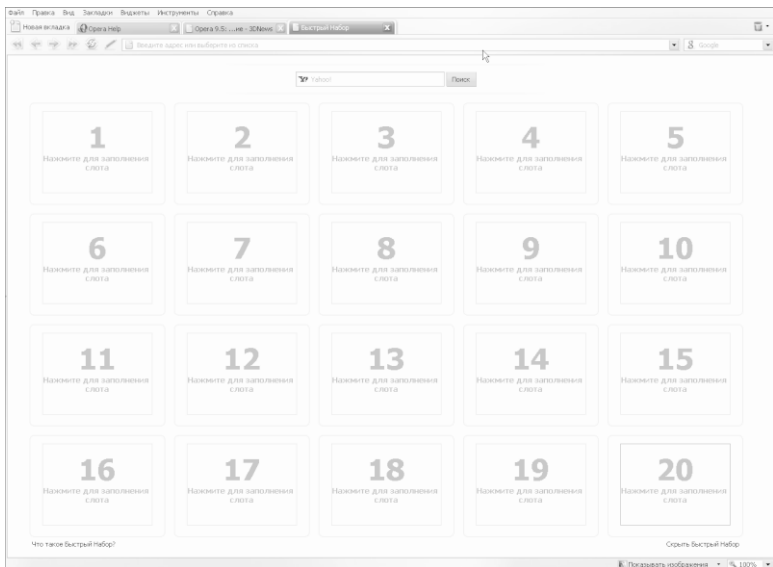 Файл Правка Вид Закладки Виджеты Инструменты Справка
Новая вкладка Opera Help Opera 9.5: ....ие - 3DNews Быстрый Набор
Введите адрес или выберите из списка Google
Yahoo! Поиск
1 2 3 4 5
Нажмите для заполнения Нажмите для заполнения Нажмите для заполнения Нажмите для заполнения Нажмите для заполнения
слота слота слота слота слота
6 7 8 9 10
Нажмите для заполнения Нажмите для заполнения Нажмите для заполнения Нажмите для заполнения Нажмите для заполнения
слота слота слота слота слота
11 12 13 14 15
Нажмите для заполнения Нажмите для заполнения Нажмите для заполнения Нажмите для заполнения Нажмите для заполнения
слота слота слота слота слота
16 17 18 19 20
Нажмите для заполнения Нажмите для заполнения Нажмите для заполнения Нажмите для заполнения Нажмите для заполнения
слота слота слота слота слота
Что такое Быстрый Набор? Скрыть Быстрый Набор
Показывать изображения 100%